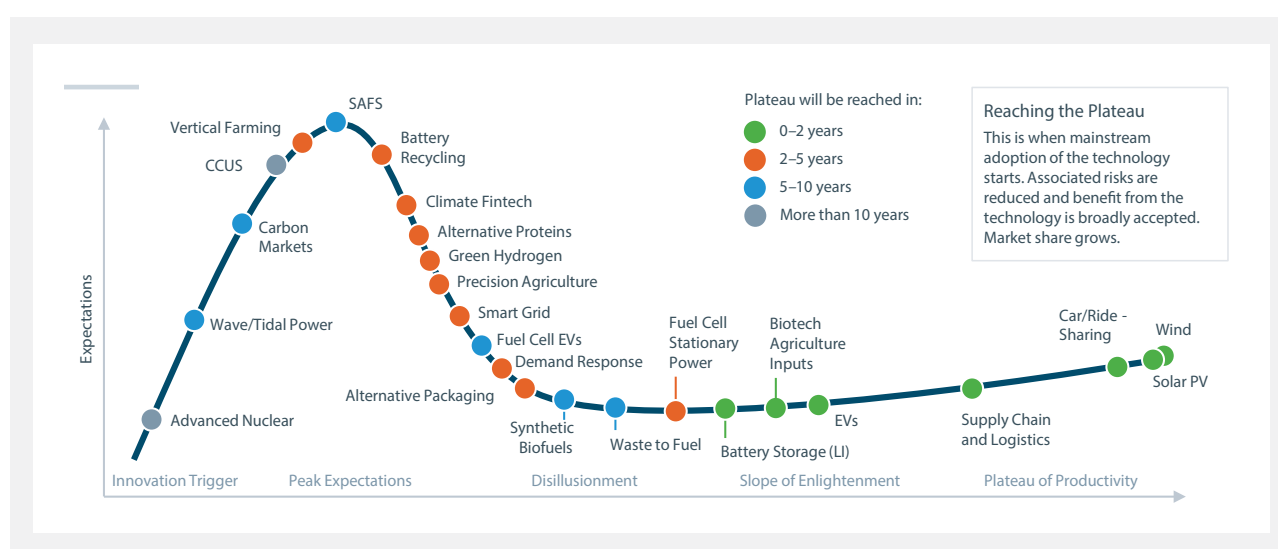 SAFS
Vertical Farming
Battery
Recycling
CCUS
Climate Fintech
Carbon
Markets
Alternative Proteins
Green Hydrogen
Precision Agriculture
Smart Grid
Wave/Tidal Power
Fuel Cell EVs
Demand Response
Alternative Packaging
Advanced Nuclear
Synthetic
Biofuels
Waste to Fuel
Fuel Cell
Stationary
Power
Battery Storage (LI)
Biotech
Agriculture
Inputs
EVs
Supply Chain
and Logistics
Car/Ride -
Sharing
Wind
Solar PV
Plateau will be reached in:
0–2 years
2–5 years
5–10 years
More than 10 years
Reaching the Plateau
This is when mainstream
adoption of the technology
starts. Associated risks are
reduced and benefit from the
technology is broadly accepted.
Market share grows.
Expectations
Innovation Trigger
Peak Expectations
Disillusionment
Slope of Enlightenment
Plateau of Productivity